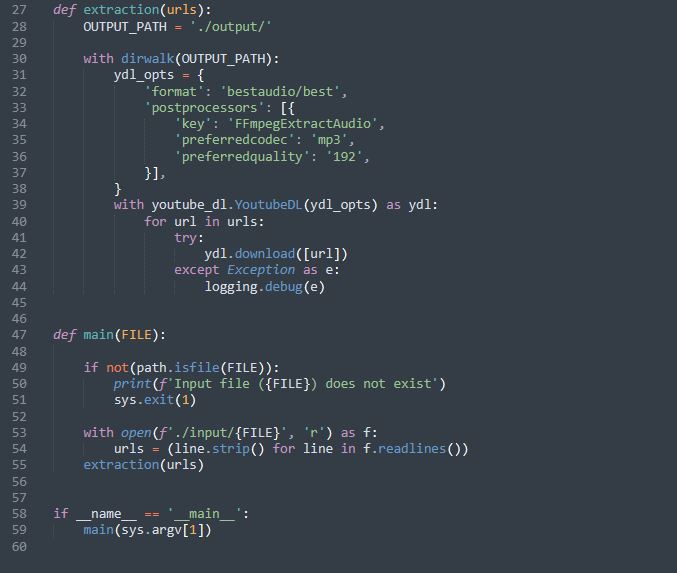 27 def extraction(urls):
28     OUTPUT_PATH = './output/'
29
30     with dirwalk(OUTPUT_PATH):
31         ydl_opts = {
32             'format': 'bestaudio/best',
33             'postprocessors': [{
34                 'key': 'FFmpegExtractAudio',
35                 'preferredcodec': 'mp3',
36                 'preferredquality': '192',
37             }],
38         }
39         with youtube_dl.YoutubeDL(ydl_opts) as ydl:
40             for url in urls:
41                 try:
42                     ydl.download([url])
43                 except Exception as e:
44                     logging.debug(e)
45
46
47 def main(FILE):
48
49     if not(path.isfile(FILE)):
50         print(f'Input file ({FILE}) does not exist')
51         sys.exit(1)
52
53     with open(f'./input/{FILE}', 'r') as f:
54         urls = (line.strip() for line in f.readlines())
55     extraction(urls)
56
57
58 if __name__ == '__main__':
59     main(sys.argv[1])
60